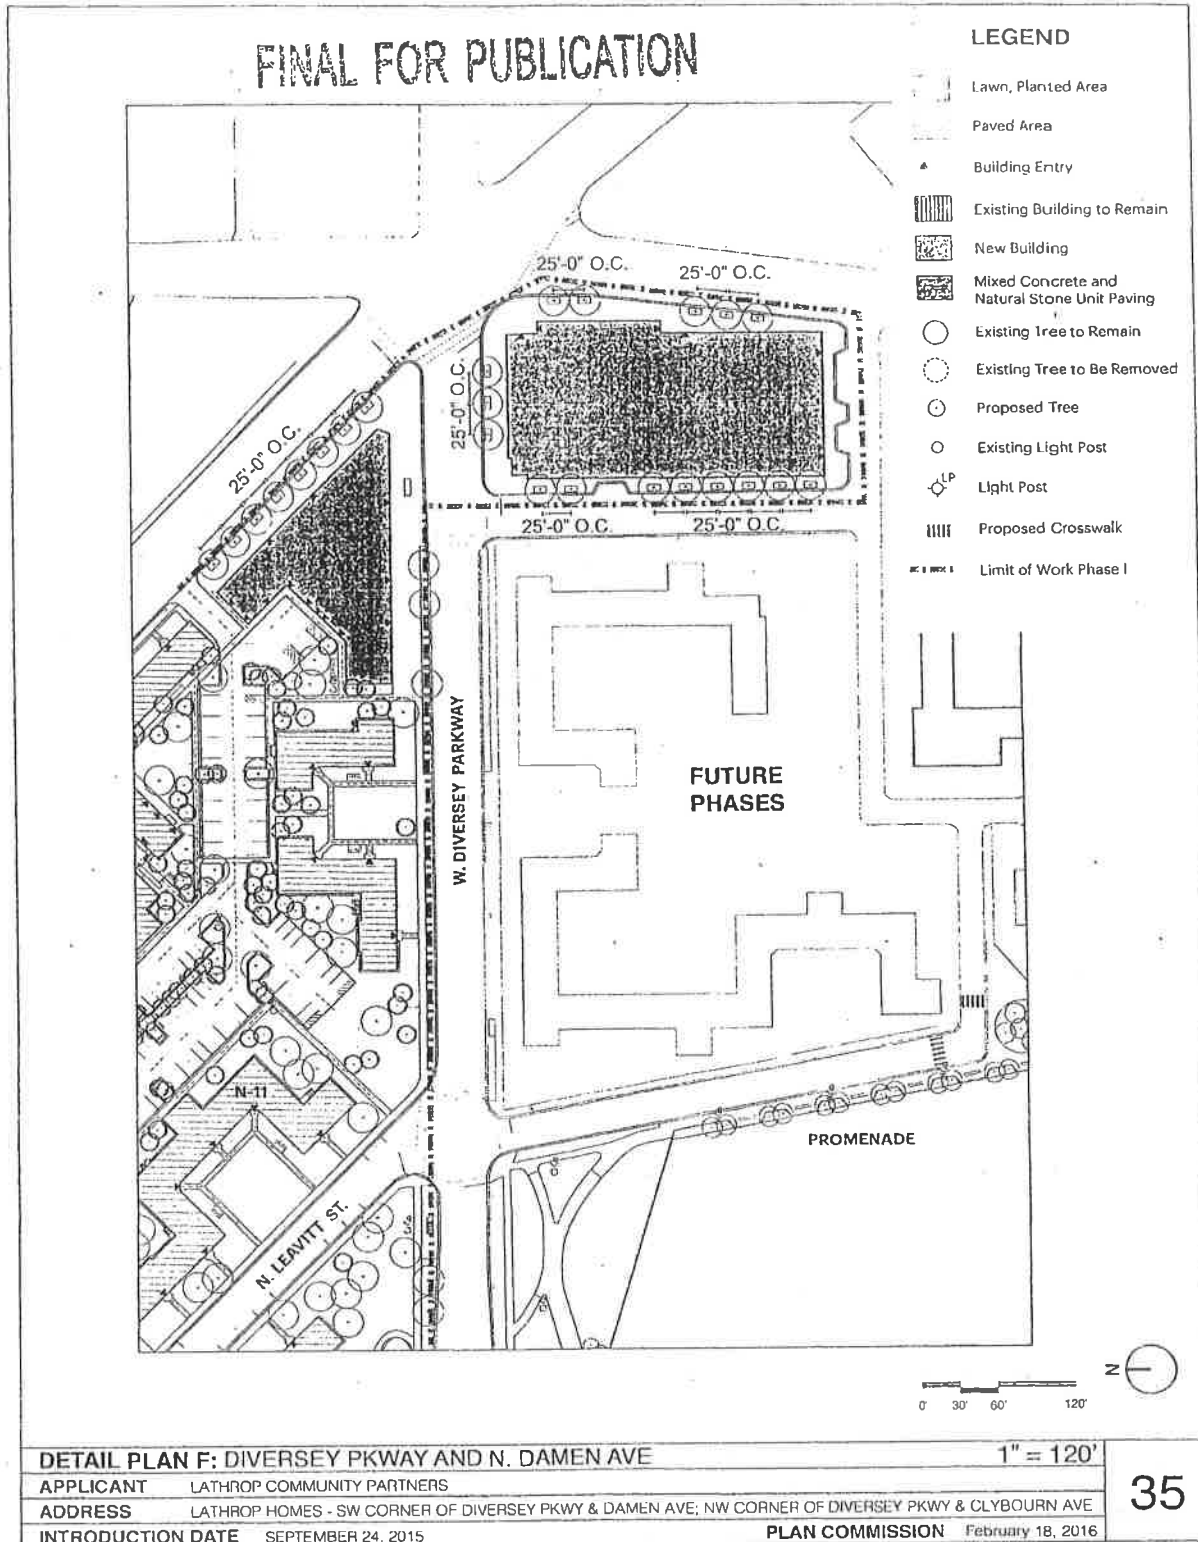 FINAL FOR PUBLICATION
LEGEND
Lawn, Planted Area
Paved Area
Building Entry
Existing Building to Remain
New Building
Mixed Concrete and
Natural Stone Unit Paving
Existing Tree to Remain
Existing Tree to Be Removed
Proposed Tree
Existing Light Post
LP
Light Post
Proposed Crosswalk
Limit of Work Phase I
25'-0" O.C.
25'-0" O.C.
25'-0" O.C.
25'-0" O.C.
25'-0" O.C.
25'-0" O.C.
W. DIVERSEY PARKWAY
FUTURE
PHASES
N-11
PROMENADE
N. LEAVITT ST.
N
0' 30' 60' 120'
DETAIL PLAN F: DIVERSEY PKWAY AND N. DAMEN AVE 1" = 120'
APPLICANT LATHROP COMMUNITY PARTNERS
ADDRESS LATHROP HOMES - SW CORNER OF DIVERSEY PKWY & DAMEN AVE; NW CORNER OF DIVERSEY PKWY & CLYBOURN AVE
INTRODUCTION DATE SEPTEMBER 24, 2015 PLAN COMMISSION February 18, 2016
35